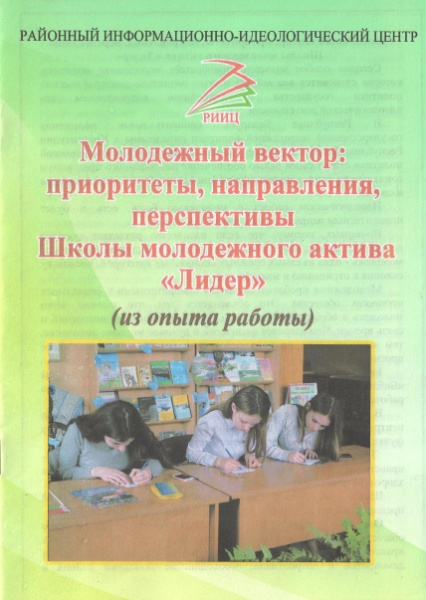 РАЙОННЫЙ ИНФОРМАЦИОННО-ИДЕОЛОГИЧЕСКИЙ ЦЕНТР
РИИЦ
Молодежный вектор:
приоритеты, направления,
перспективы
Школы молодежного актива
«Лидер»
(из опыта работы)